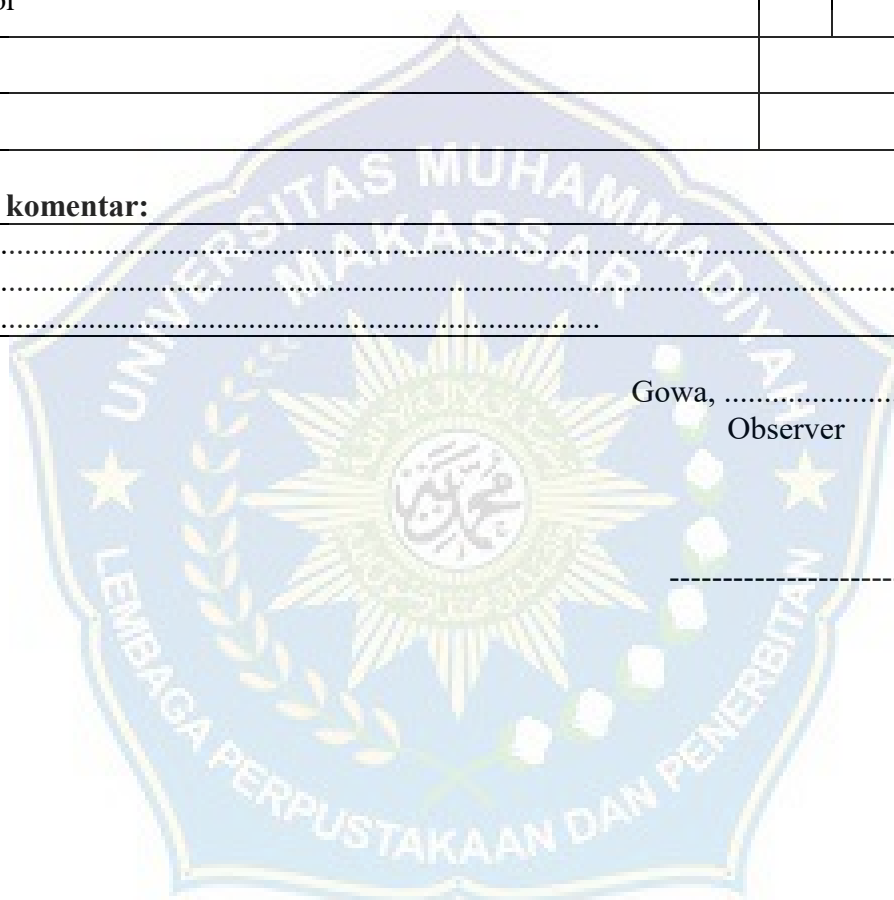 komentar:
................................................................................
................................................................................
........................................................
Gowa, ....................
Observer
---------------------
UNIVERSITAS MUHAMMADIYAH
MAKASSAR
LEMBAGA PERPUSTAKAAN DAN PENERBITAN